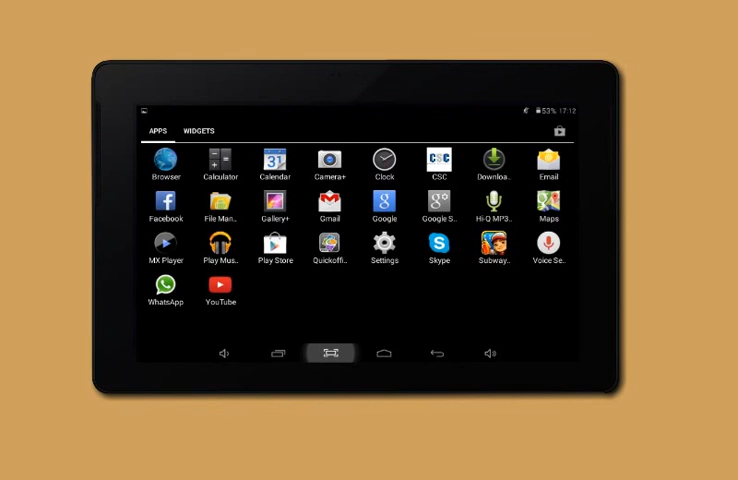 53% 17:12
APPS WIDGETS
31 CSC
Browser Calculator Calendar Camera+ Clock CSC Downloa.. Email
Facebook File Man.. Gallery+ Gmail Google Google S.. Hi-Q MP3.. Maps
MX Player Play Mus.. Play Store Quickoffi.. Settings Skype Subway.. Voice Se..
WhatsApp YouTube